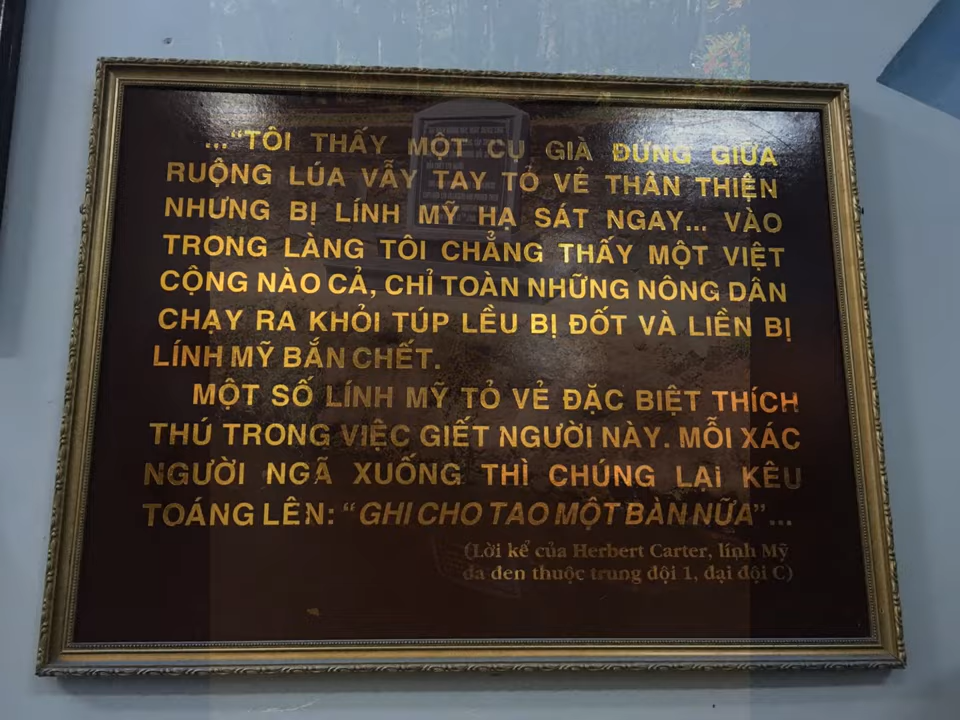 ..."TÔI THẤY MỘT CỤ GIÀ ĐỨNG GIỮA
RUỘNG LÚA VẪY TAY TỎ VẺ THÂN THIỆN
NHƯNG BỊ LÍNH MỸ HẠ SÁT NGAY... VÀO
TRONG LÀNG TÔI CHẲNG THẤY MỘT VIỆT
CỘNG NÀO CẢ, CHỈ TOÀN NHỮNG NÔNG DÂN
CHẠY RA KHỎI TÚP LỀU BỊ ĐỐT VÀ LIỀN BỊ
LÍNH MỸ BẮN CHẾT.
MỘT SỐ LÍNH MỸ TỎ VẺ ĐẶC BIỆT THÍCH
THÚ TRONG VIỆC GIẾT NGƯỜI NÀY. MỖI XÁC
NGƯỜI NGÃ XUỐNG THÌ CHÚNG LẠI KÊU
TOÁNG LÊN: "GHI CHO TAO MỘT BÀN NỮA"...
(Lời kể của Herbert Carter, lính Mỹ
da đen thuộc trung đội 1, đại đội C)